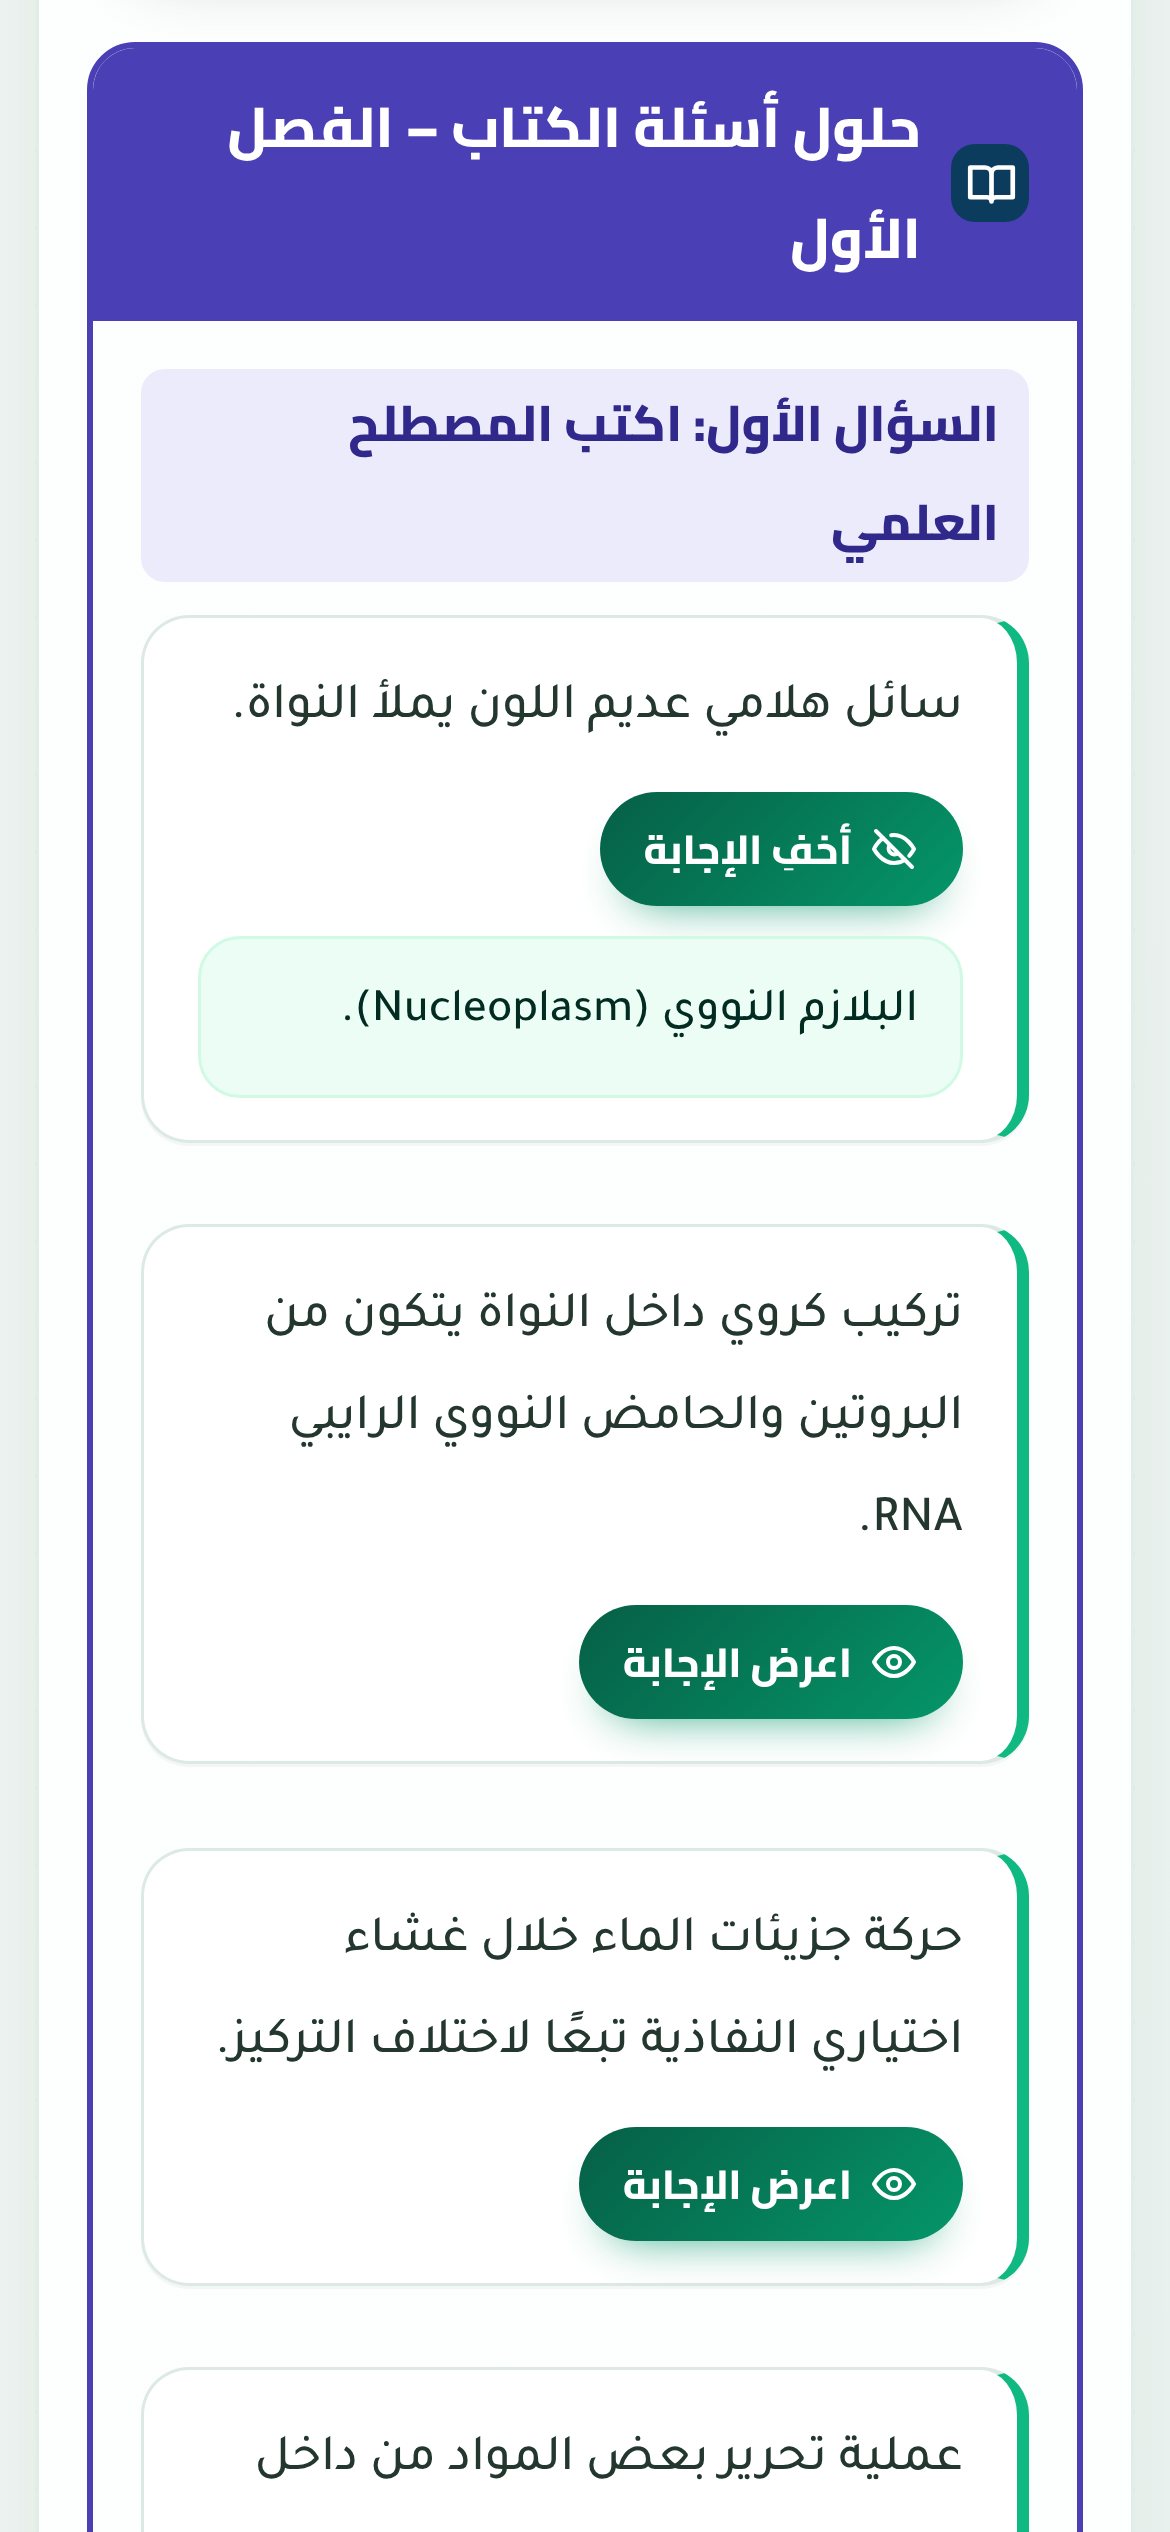 حلول أسئلة الكتاب – الفصل
الأول
السؤال الأول: اكتب المصطلح
العلمي
سائل هلامي عديم اللون يملأ النواة.
أخفِ الإجابة
البلازم النووي (Nucleoplasm).
تركيب كروي داخل النواة يتكون من
البروتين والحامض النووي الرايبي
RNA.
اعرض الإجابة
حركة جزيئات الماء خلال غشاء
اختياري النفاذية تبعًا لاختلاف التركيز.
اعرض الإجابة
عملية تحرير بعض المواد من داخل